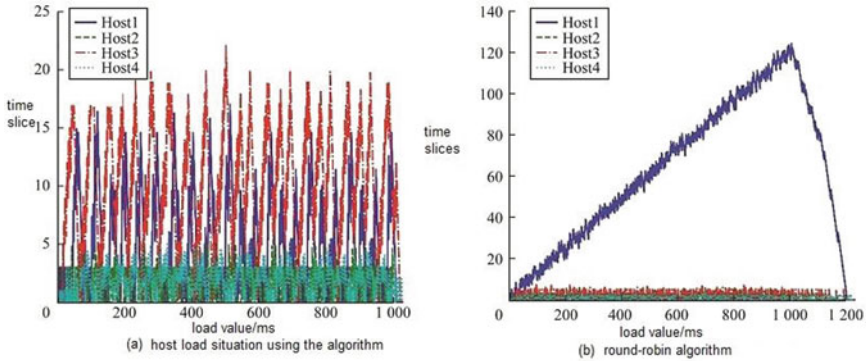 Host1
Host2
Host3
Host4
25
20
15
10
5
0
time
slice
200
400
600
800
1 000
load value/ms
(a) host load situation using the algorithm
Host1
Host2
Host3
Host4
140
120
100
80
60
40
20
time
slices
0
200
400
600
800
1 000
1 200
load value/ms
(b) round-robin algorithm